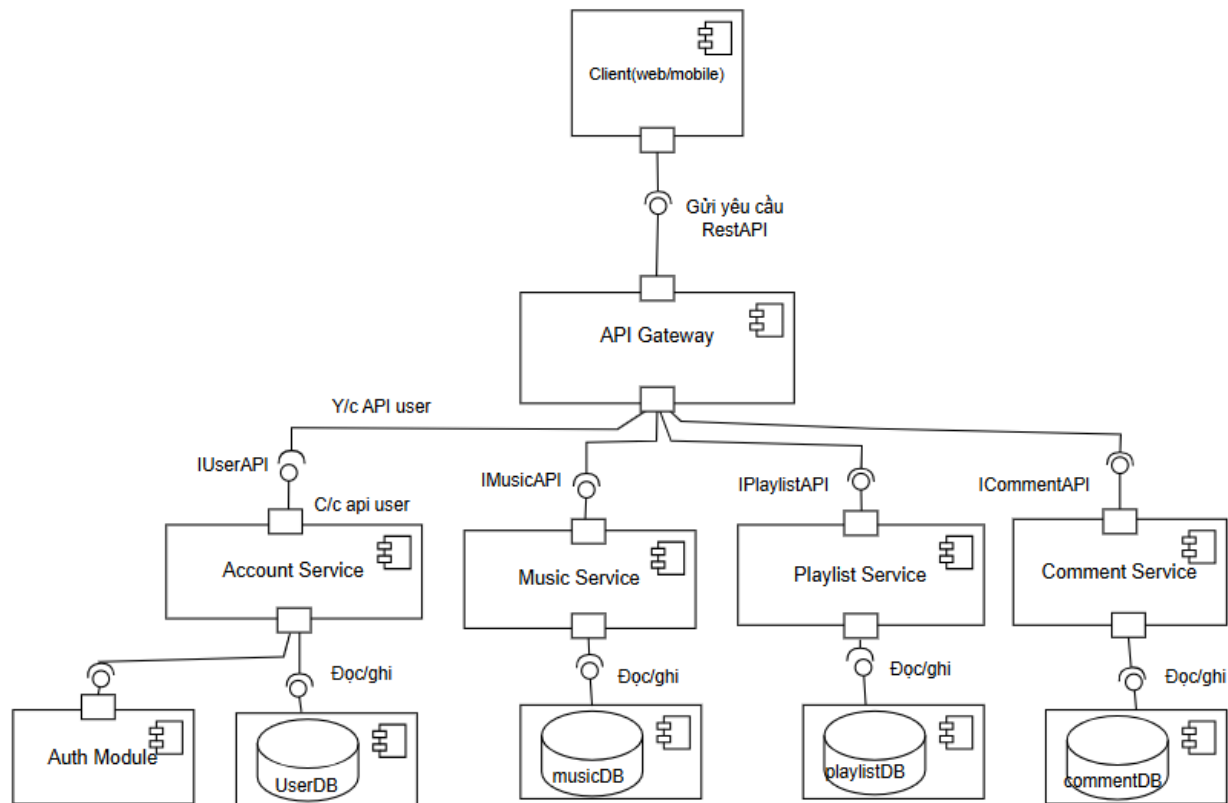 Client(web/mobile)
Gửi yêu cầu
RestAPI
API Gateway
Y/c API user
IUserAPI
IMusicAPI
IPlaylistAPI
ICommentAPI
C/c api user
Account Service
Music Service
Playlist Service
Comment Service
Đọc/ghi
Đọc/ghi
Đọc/ghi
Đọc/ghi
Auth Module
UserDB
musicDB
playlistDB
commentDB